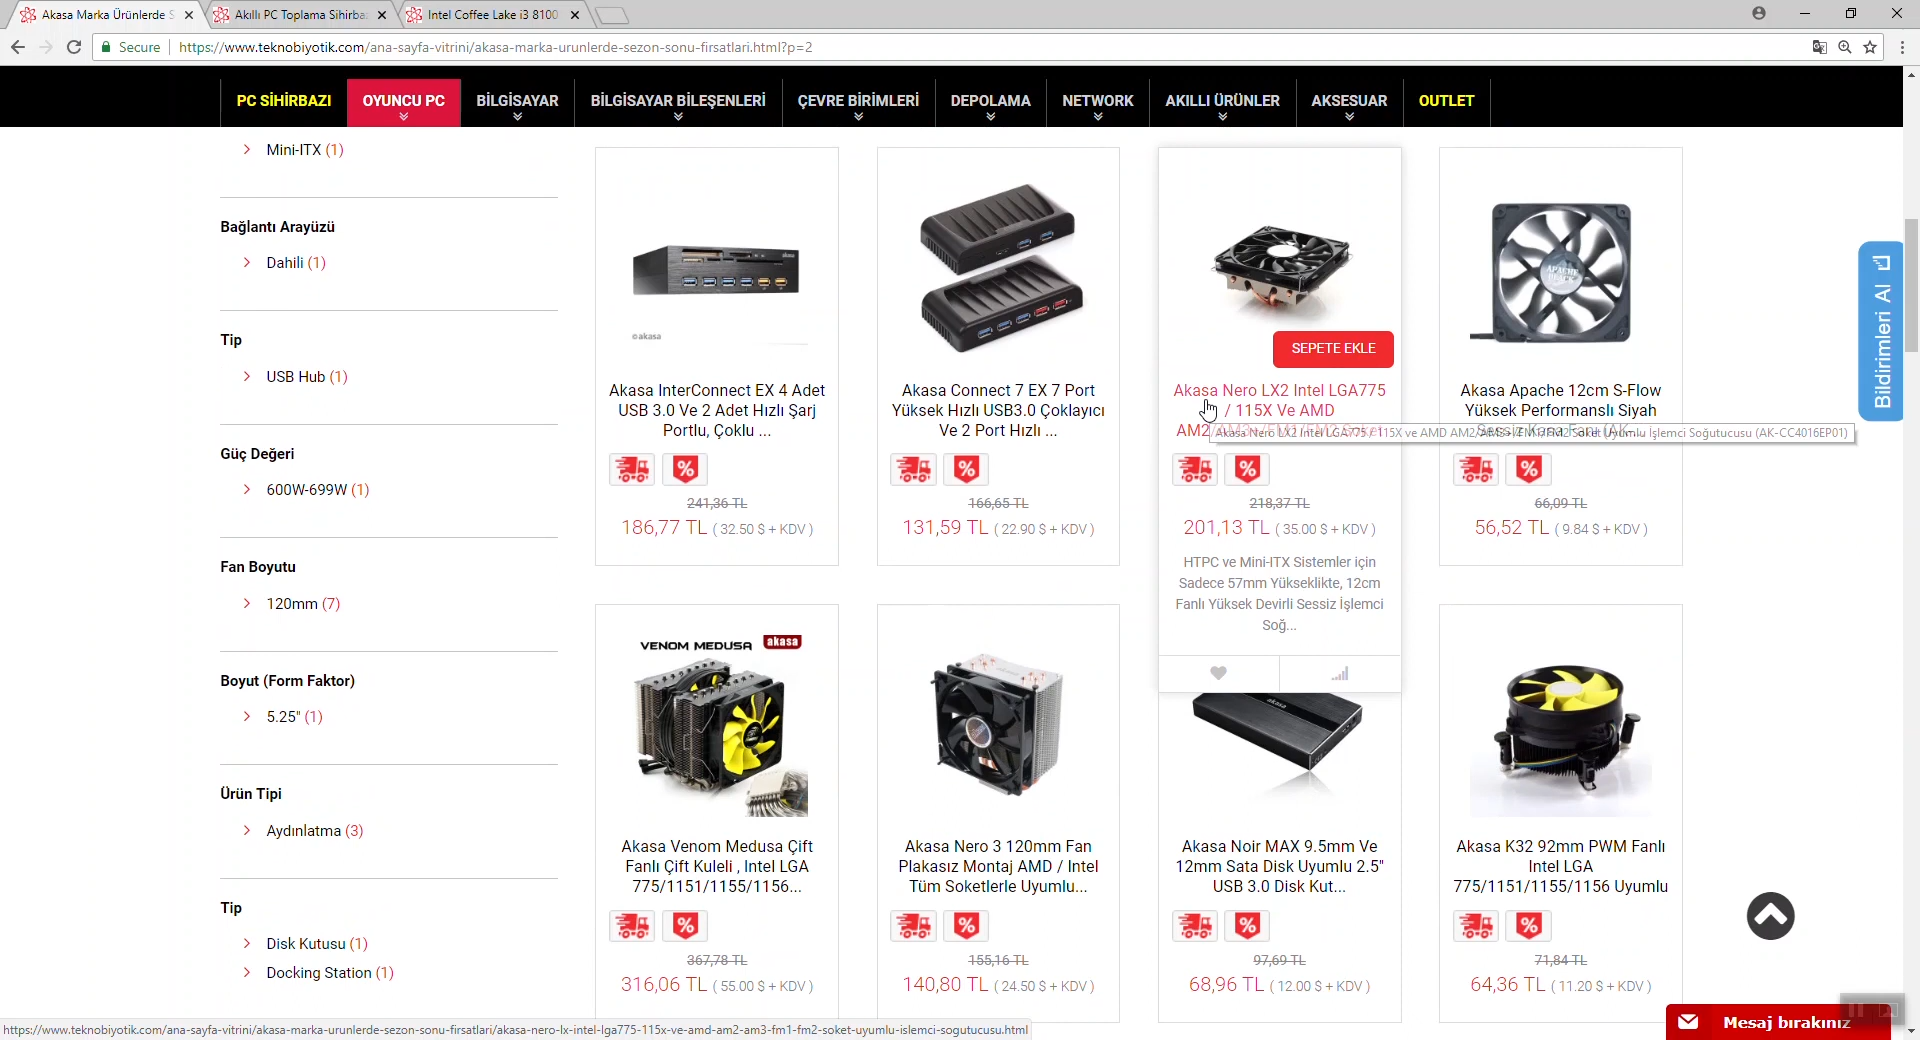 Akasa Marka Ürünlerde S
Akıllı PC Toplama Sihirba
Intel Coffee Lake i3 8100
Secure
https://www.teknobiyotik.com/ana-sayfa-vitrini/akasa-marka-urunlerde-sezon-sonu-firsatlari.html?p=2
PC SİHİRBAZI
OYUNCU PC
BİLGİSAYAR
BİLGİSAYAR BİLEŞENLERİ
ÇEVRE BİRİMLERİ
DEPOLAMA
NETWORK
AKILLI ÜRÜNLER
AKSESUAR
OUTLET
Mini-ITX (1)
Bağlantı Arayüzü
Dahili (1)
Tip
USB Hub (1)
Güç Değeri
600W-699W (1)
Fan Boyutu
120mm (7)
Boyut (Form Faktor)
5.25" (1)
Ürün Tipi
Aydınlatma (3)
Tip
Disk Kutusu (1)
Docking Station (1)
©akasa
Akasa InterConnect EX 4 Adet
USB 3.0 Ve 2 Adet Hızlı Şarj
Portlu, Çoklu ...
%
241,36 TL
186,77 TL ( 32.50 $ + KDV )
Akasa Connect 7 EX 7 Port
Yüksek Hızlı USB3.0 Çoklayıcı
Ve 2 Port Hızlı ...
%
166,65 TL
131,59 TL ( 22.90 $ + KDV )
SEPETE EKLE
Akasa Nero LX2 Intel LGA775
/ 115X Ve AMD
AM2/AM3+/FM1/FM2 Soket
Akasa Nero LX2 Intel LGA775 / 115X ve AMD AM2/AM3+/FM1/FM2 Soket Uyumlu İşlemci Soğutucusu (AK-CC4016EP01)
%
218,37 TL
201,13 TL ( 35.00 $ + KDV )
HTPC ve Mini-ITX Sistemler için
Sadece 57mm Yükseklikte, 12cm
Fanlı Yüksek Devirli Sessiz İşlemci
Soğ...
APACHE
BLACK
Akasa Apache 12cm S-Flow
Yüksek Performanslı Siyah
Sessiz Kasa Fanı (AK-...
%
66,09 TL
56,52 TL ( 9.84 $ + KDV )
Bildirimleri Al
VENOM MEDUSA
akasa
Akasa Venom Medusa Çift
Fanlı Çift Kuleli , Intel LGA
775/1151/1155/1156...
%
367,78 TL
316,06 TL ( 55.00 $ + KDV )
Akasa Nero 3 120mm Fan
Plakasız Montaj AMD / Intel
Tüm Soketlerle Uyumlu...
%
155,16 TL
140,80 TL ( 24.50 $ + KDV )
akasa
Akasa Noir MAX 9.5mm Ve
12mm Sata Disk Uyumlu 2.5"
USB 3.0 Disk Kut...
%
97,69 TL
68,96 TL ( 12.00 $ + KDV )
Akasa K32 92mm PWM Fanlı
Intel LGA
775/1151/1155/1156 Uyumlu
%
71,84 TL
64,36 TL ( 11.20 $ + KDV )
Mesaj bırakınız
https://www.teknobiyotik.com/ana-sayfa-vitrini/akasa-marka-urunlerde-sezon-sonu-firsatlari/akasa-nero-lx-intel-lga775-115x-ve-amd-am2-am3-fm1-fm2-soket-uyumlu-islemci-sogutucusu.html